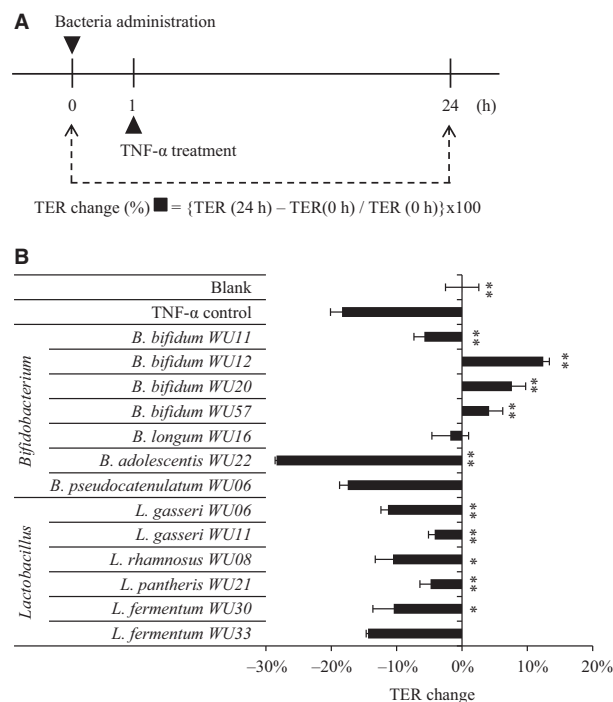 A
Bacteria administration
0 1 24 (h)
TNF-α treatment
TER change (%) ■ = {TER (24 h) – TER(0 h) / TER (0 h)}x100
B
Blank **
TNF-α control
Bifidobacterium
B. bifidum WU11 **
B. bifidum WU12 **
B. bifidum WU20 **
B. bifidum WU57 **
B. longum WU16
B. adolescentis WU22 **
B. pseudocatenulatum WU06
Lactobacillus
L. gasseri WU06 **
L. gasseri WU11 **
L. rhamnosus WU08 *
L. pantheris WU21 **
L. fermentum WU30 *
L. fermentum WU33
–30% –20% –10% 0% 10% 20%
TER change